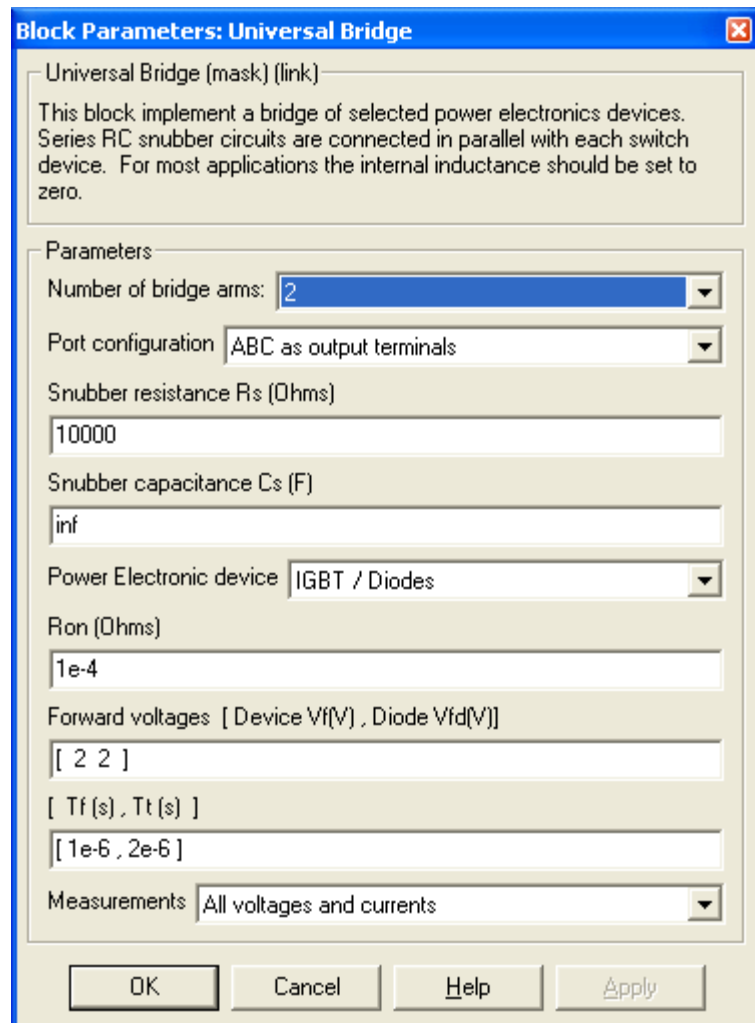 Block Parameters: Universal Bridge
Universal Bridge (mask) (link)
This block implement a bridge of selected power electronics devices.
Series RC snubber circuits are connected in parallel with each switch
device.  For most applications the internal inductance should be set to
zero.
Parameters
Number of bridge arms: 2
Port configuration ABC as output terminals
Snubber resistance Rs (Ohms)
10000
Snubber capacitance Cs (F)
inf
Power Electronic device IGBT / Diodes
Ron (Ohms)
1e-4
Forward voltages  [ Device Vf(V) , Diode Vfd(V)]
[  2  2  ]
[  Tf (s) , Tt (s)  ]
[ 1e-6 , 2e-6 ]
Measurements All voltages and currents
OK Cancel Help Apply